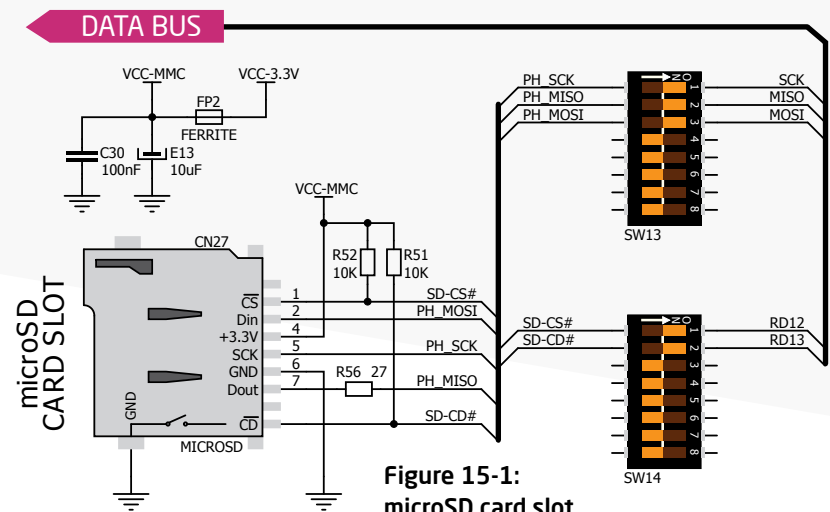 DATA BUS
VCC-MMC
VCC-3.3V
FP2
FERRITE
C30
100nF
E13
10uF
VCC-MMC
R52
10K
R51
10K
microSD
CARD SLOT
CN27
CS
Din
+3.3V
SCK
GND
Dout
CD
GND
MICROSD
1
2
4
5
6
7
SD-CS#
PH_MOSI
PH_SCK
R56 27
PH_MISO
SD-CD#
PH_SCK
PH_MISO
PH_MOSI
ON
1
2
3
4
5
6
7
8
SCK
MISO
MOSI
SW13
SD-CS#
SD-CD#
ON
1
2
3
4
5
6
7
8
RD12
RD13
SW14
Figure 15-1:
microSD card slot